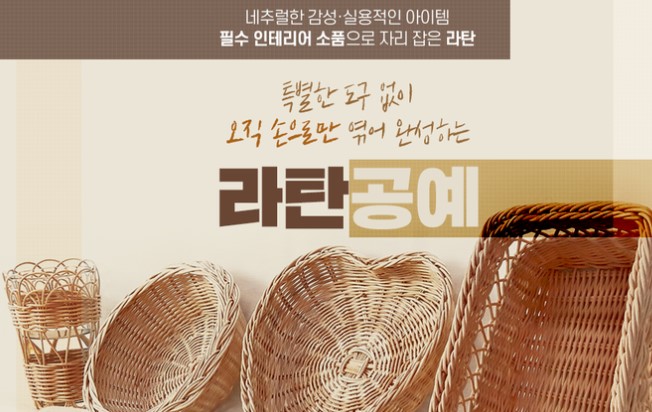 네추럴한 감성·실용적인 아이템
필수 인테리어 소품으로 자리 잡은 라탄
특별한 도구 없이
오직 손으로만 엮어 완성하는
라탄공예